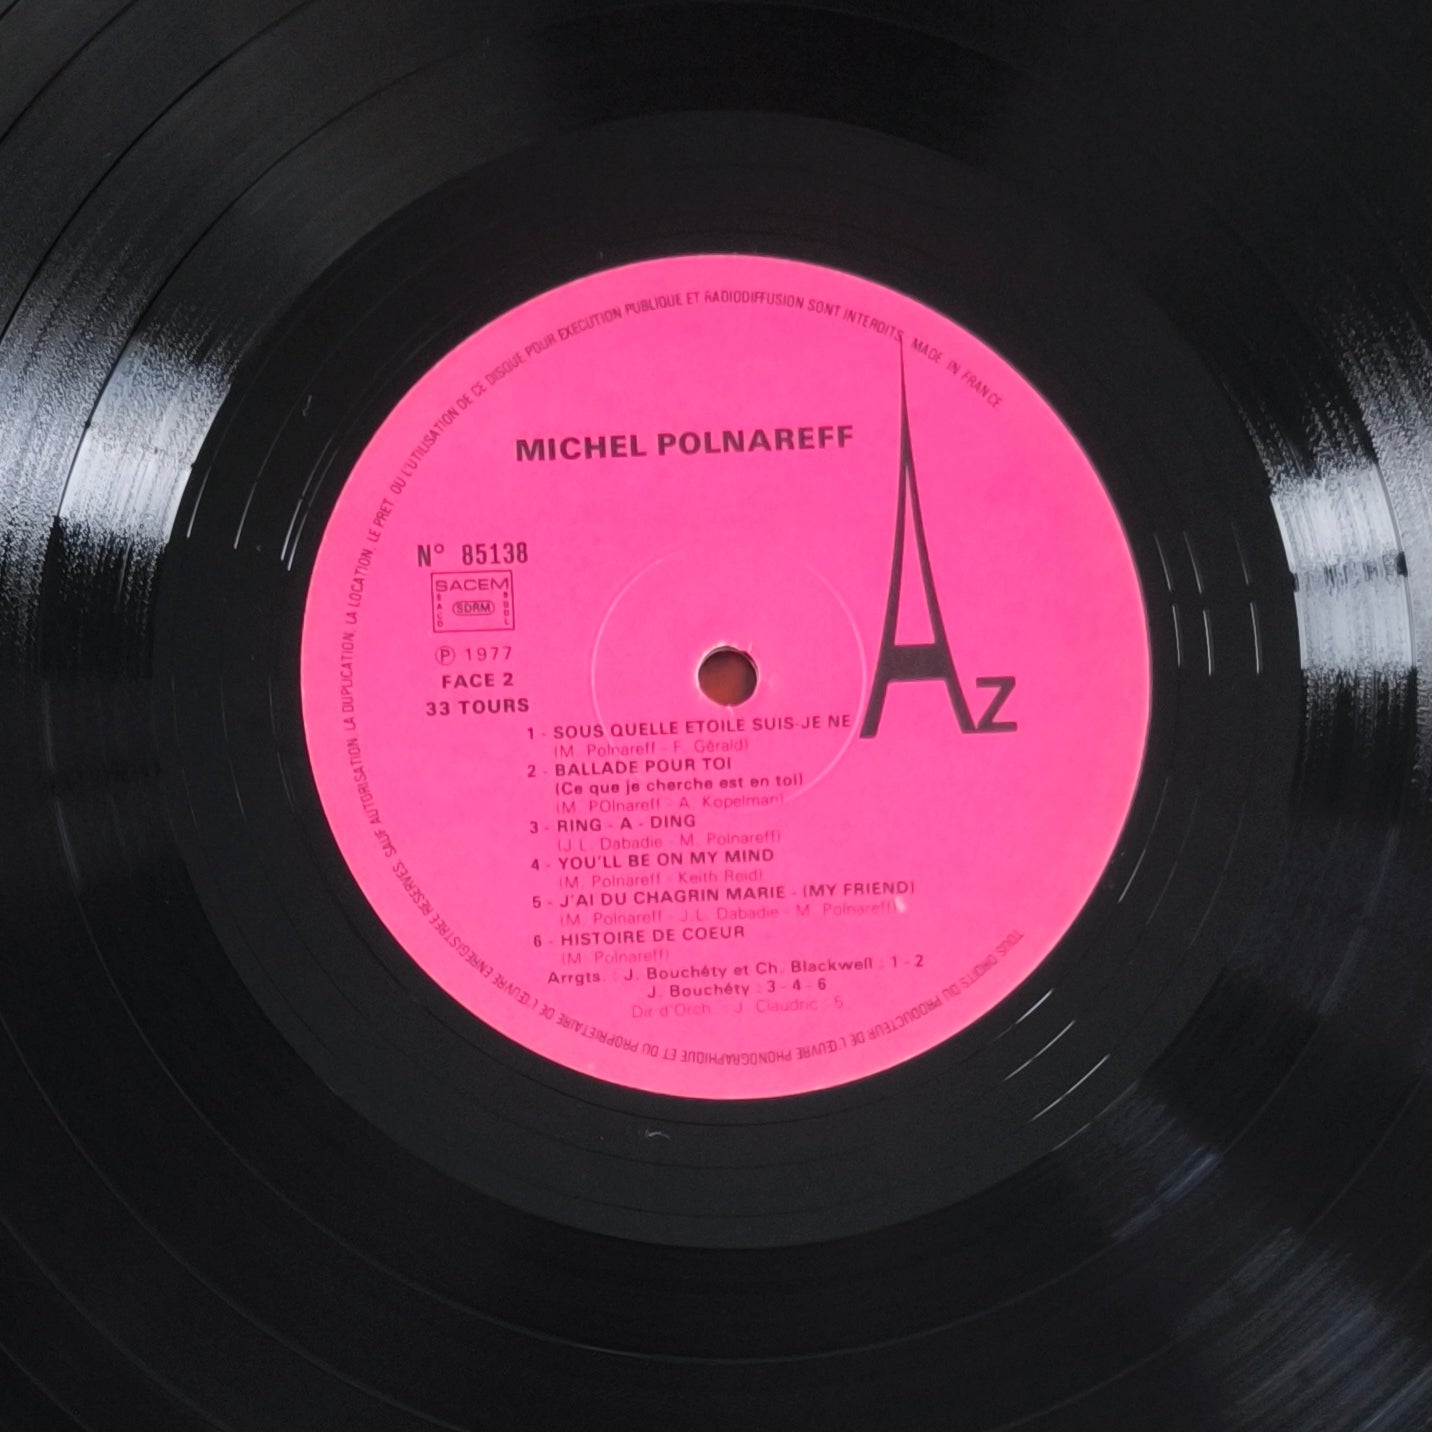 TOUS DROITS DU PRODUCTEUR DE L'ŒUVRE PHONOGRAPHIQUE ET DU PROPRIETAIRE DE L'ŒUVRE ENREGISTREE RESERVES. SAUF AUTORISATION, LA DUPLICATION, LA LOCATION, LE PRET, OU L'UTILISATION DE CE DISQUE POUR EXECUTION PUBLIQUE ET RADIODIFFUSION SONT INTERDITS. MADE IN FRANCE
MICHEL POLNAREFF
N° 85138
SACEM
SACD SDRM SGDL
Ⓟ 1977
FACE 2
33 TOURS
AZ
1 - SOUS QUELLE ETOILE SUIS-JE NE
(M. Polnareff - F. Gérald)
2 - BALLADE POUR TOI
(Ce que je cherche est en toi)
(M. POlnareff - A. Kopelman)
3 - RING - A - DING
(J.L. Dabadie - M. Polnareff)
4 - YOU'LL BE ON MY MIND
(M. Polnareff - Keith Reid)
5 - J'AI DU CHAGRIN MARIE - (MY FRIEND)
(M. Polnareff - J.L. Dabadie - M. Polnareff)
6 - HISTOIRE DE COEUR
(M. Polnareff)
Arrgts. : J. Bouchéty et Ch. Blackwell : 1 - 2
J. Bouchéty : 3 - 4 - 6
Dir d'Orch. : J. Claudric : 5